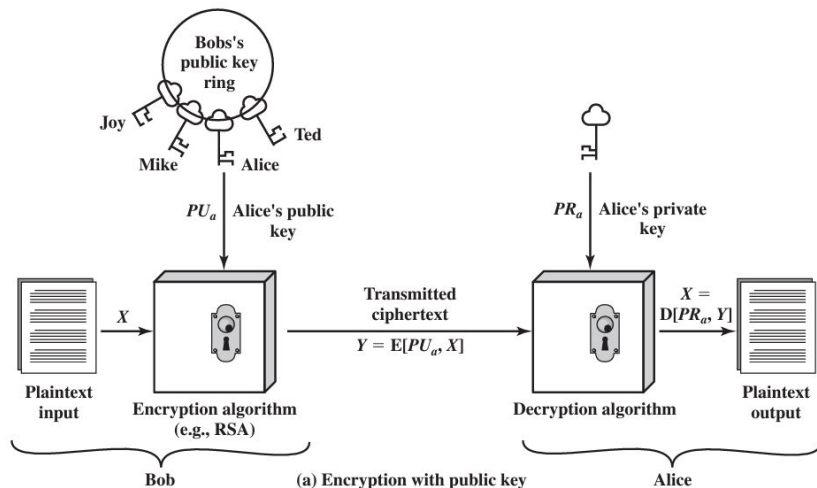 Bobs's
public key
ring
Joy
Ted
Mike
Alice
PUa
Alice's public
key
PRa
Alice's private
key
X
Transmitted
ciphertext
Y = E[PUa, X]
X =
D[PRa, Y]
Plaintext
input
Encryption algorithm
(e.g., RSA)
Decryption algorithm
Plaintext
output
Bob
(a) Encryption with public key
Alice